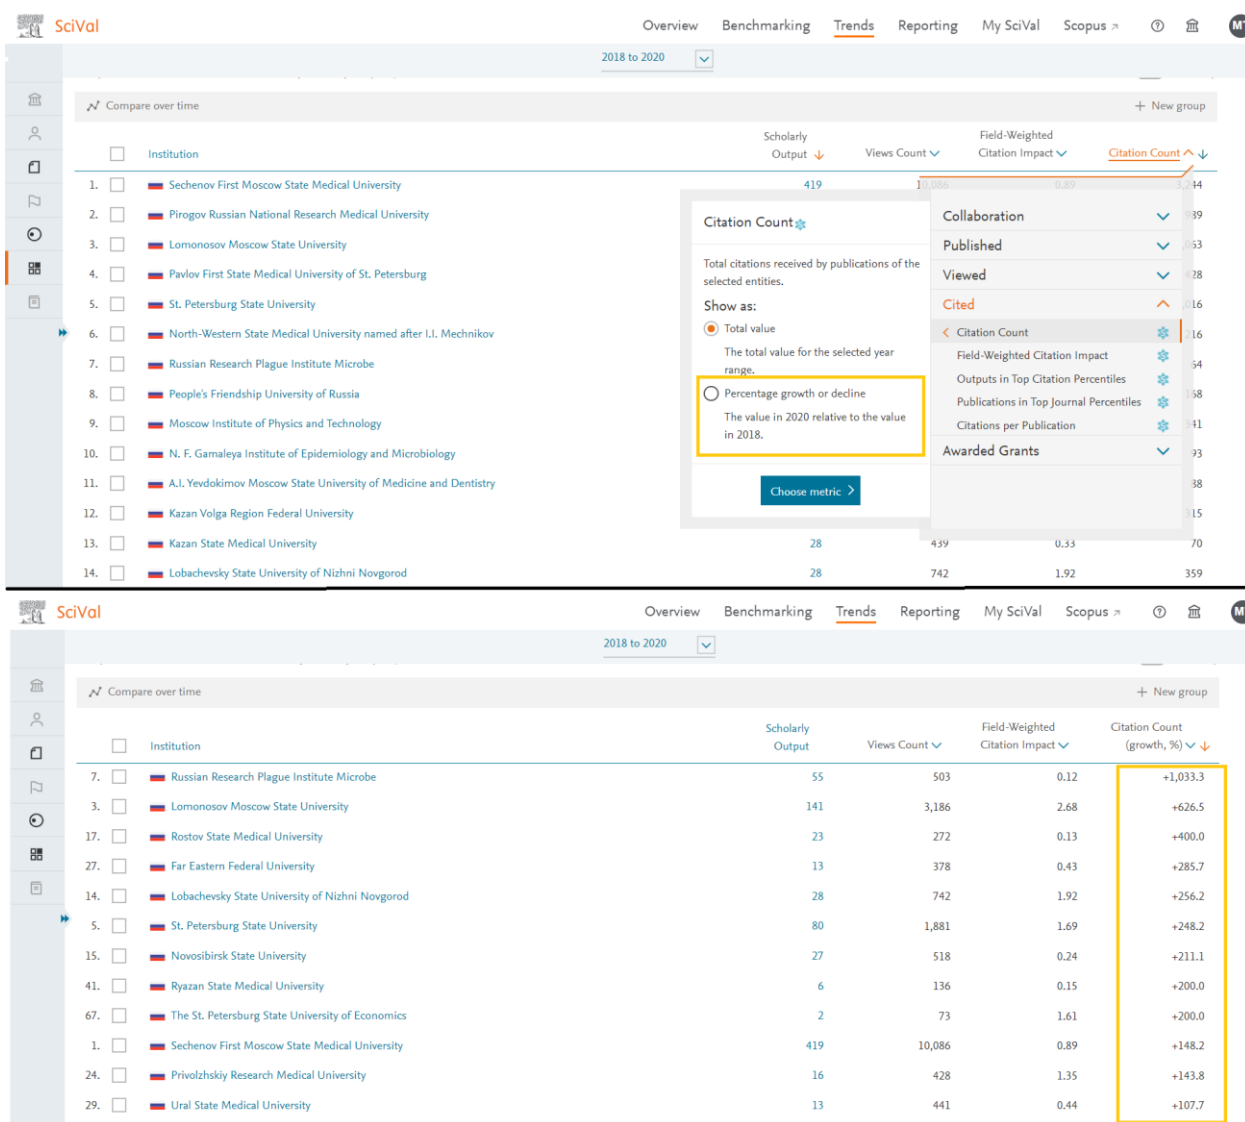 SciVal
Overview Benchmarking Trends Reporting My SciVal Scopus ↗
2018 to 2020
Compare over time + New group
Institution Scholarly Output Views Count Field-Weighted Citation Impact Citation Count
1. Sechenov First Moscow State Medical University 419 10,086 0.89
2. Pirogov Russian National Research Medical University
3. Lomonosov Moscow State University
4. Pavlov First State Medical University of St. Petersburg
5. St. Petersburg State University
6. North-Western State Medical University named after I.I. Mechnikov
7. Russian Research Plague Institute Microbe
8. People's Friendship University of Russia
9. Moscow Institute of Physics and Technology
10. N. F. Gamaleya Institute of Epidemiology and Microbiology
11. A.I. Yevdokimov Moscow State University of Medicine and Dentistry
12. Kazan Volga Region Federal University
13. Kazan State Medical University 28 439 0.33 70
14. Lobachevsky State University of Nizhni Novgorod 28 742 1.92 359
Citation Count
Total citations received by publications of the
selected entities.
Show as:
Total value
The total value for the selected year
range.
Percentage growth or decline
The value in 2020 relative to the value
in 2018.
Choose metric
Collaboration
Published
Viewed
Cited
Citation Count
Field-Weighted Citation Impact
Outputs in Top Citation Percentiles
Publications in Top Journal Percentiles
Citations per Publication
Awarded Grants
SciVal
Overview Benchmarking Trends Reporting My SciVal Scopus ↗
2018 to 2020
Compare over time + New group
Institution Scholarly Output Views Count Field-Weighted Citation Impact Citation Count (growth, %)
7. Russian Research Plague Institute Microbe 55 503 0.12 +1,033.3
3. Lomonosov Moscow State University 141 3,186 2.68 +626.5
17. Rostov State Medical University 23 272 0.13 +400.0
27. Far Eastern Federal University 13 378 0.43 +285.7
14. Lobachevsky State University of Nizhni Novgorod 28 742 1.92 +256.2
5. St. Petersburg State University 80 1,881 1.69 +248.2
15. Novosibirsk State University 27 518 0.24 +211.1
41. Ryazan State Medical University 6 136 0.15 +200.0
67. The St. Petersburg State University of Economics 2 73 1.61 +200.0
1. Sechenov First Moscow State Medical University 419 10,086 0.89 +148.2
24. Privolzhskiy Research Medical University 16 428 1.35 +143.8
29. Ural State Medical University 13 441 0.44 +107.7